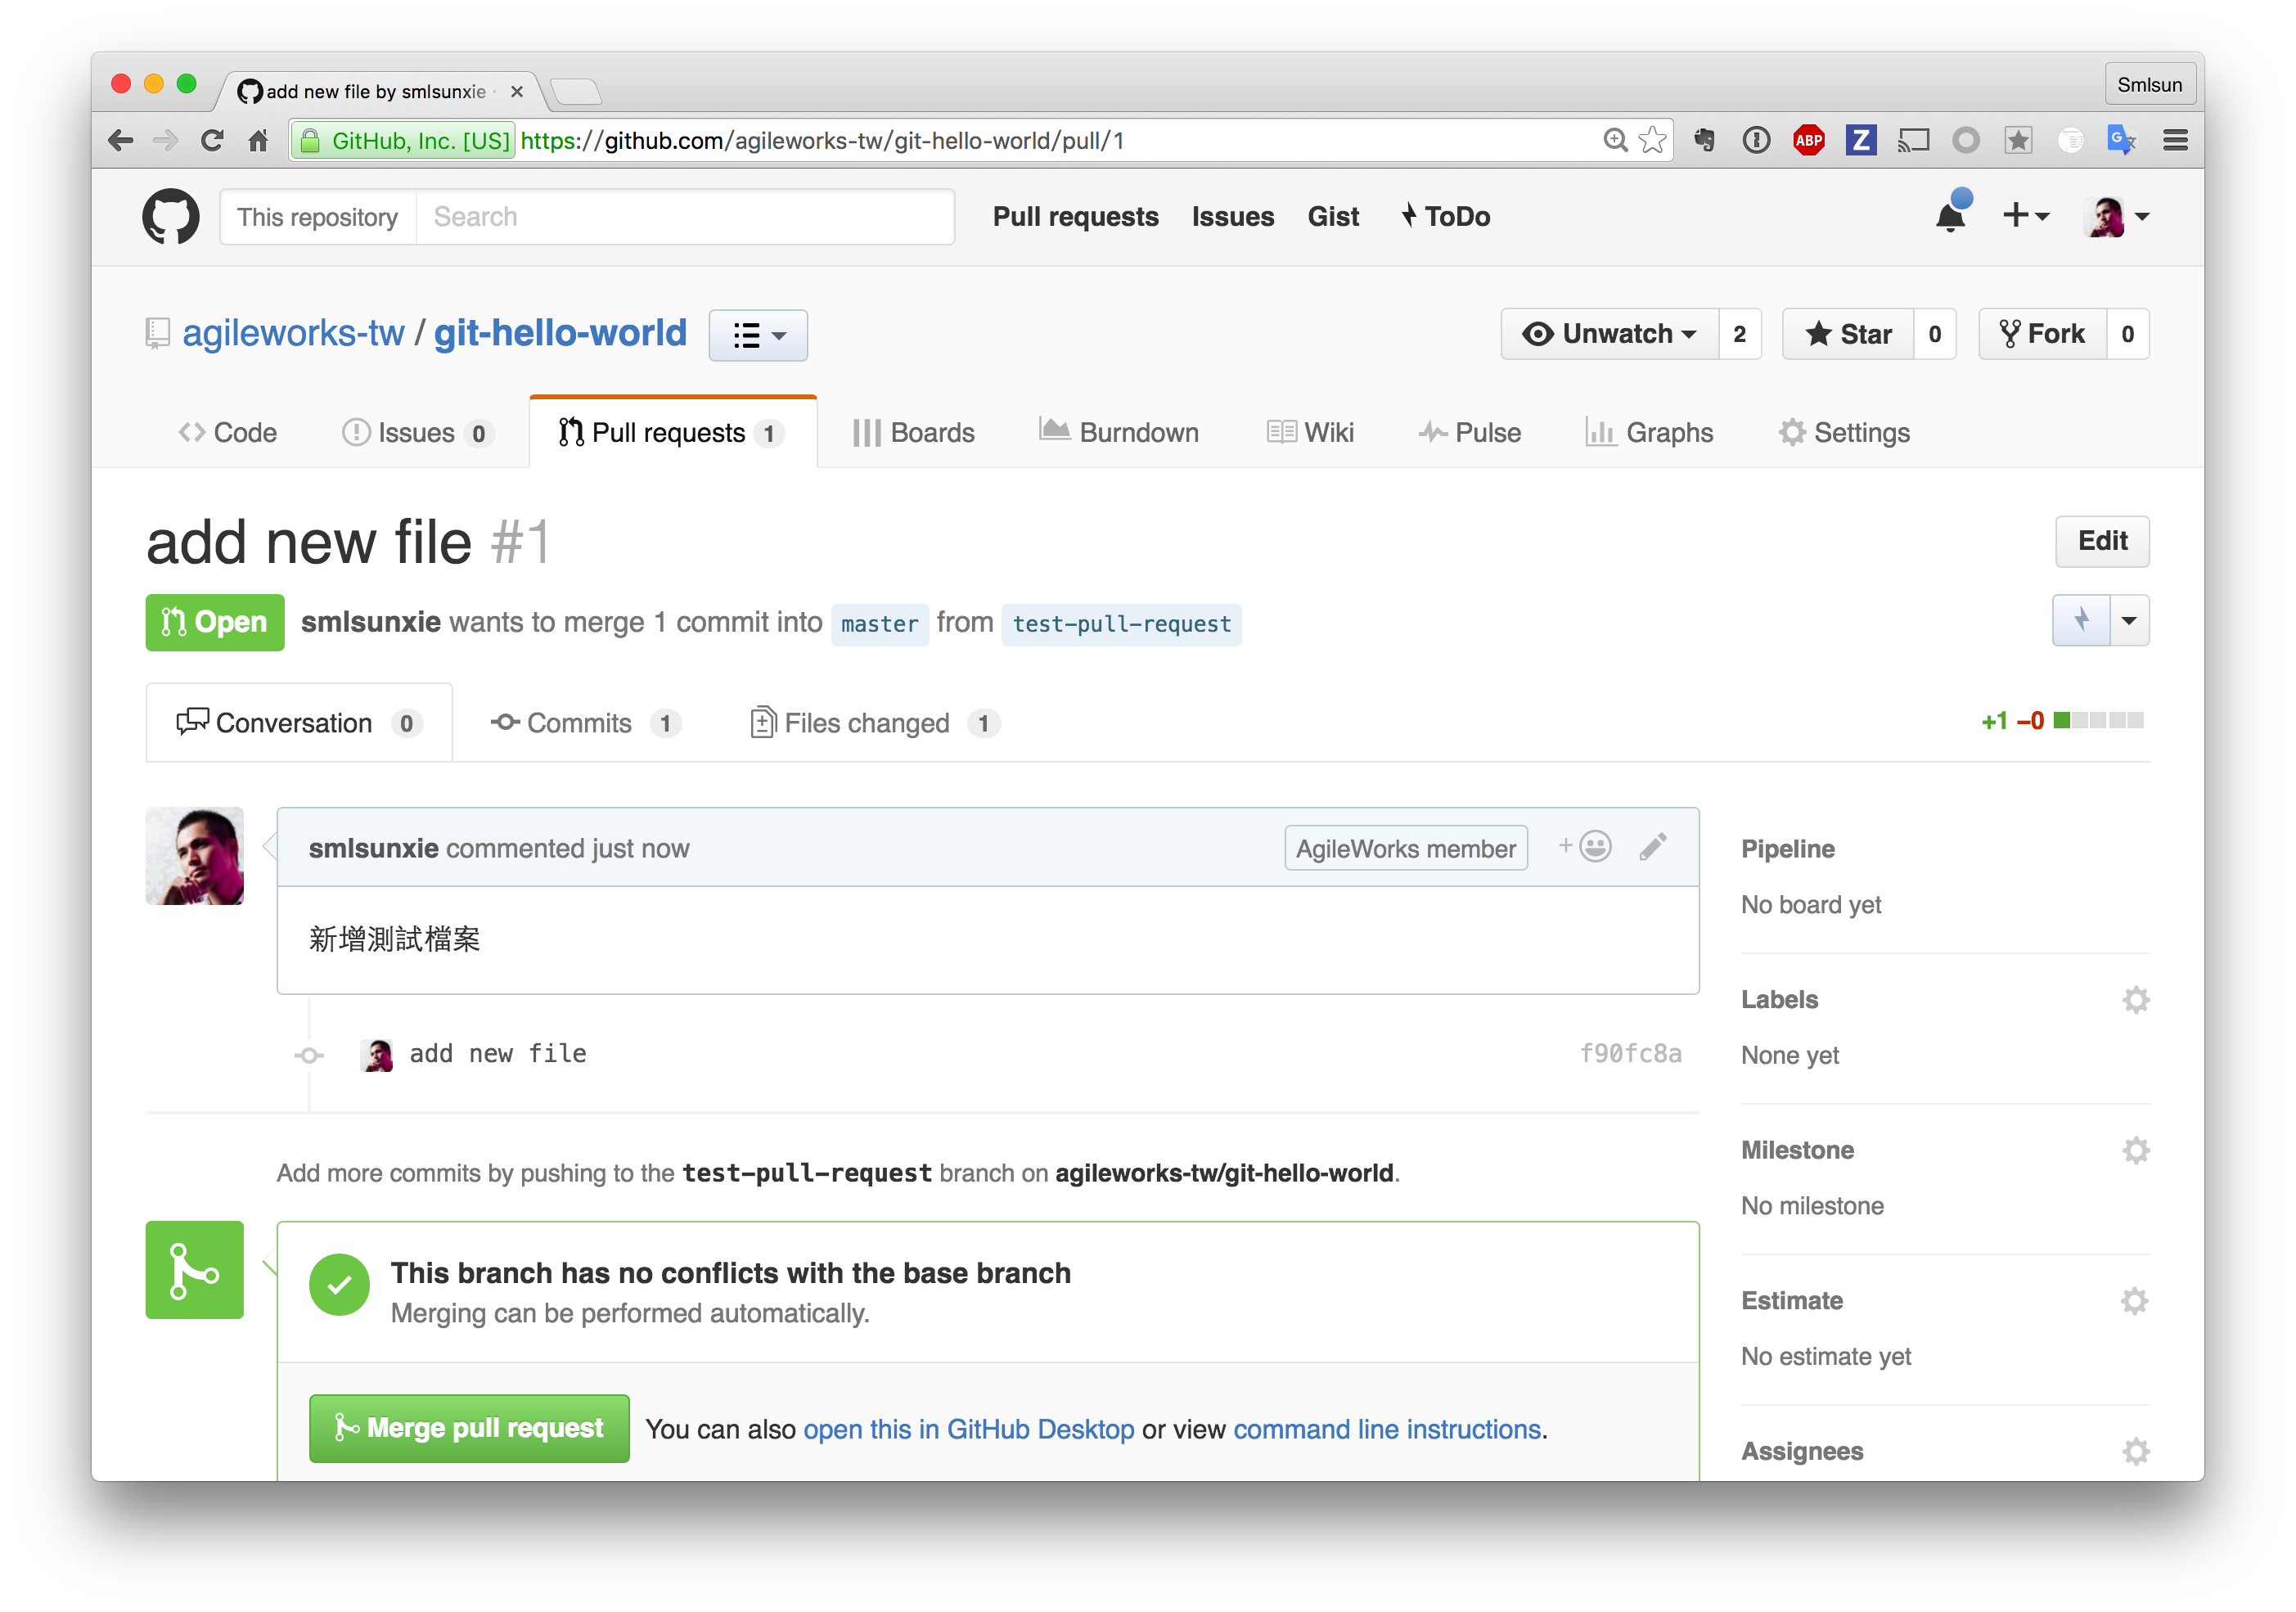 add new file by smlsunxie
Smlsun
GitHub, Inc. [US] https://github.com/agileworks-tw/git-hello-world/pull/1
ABP
Z
This repository Search Pull requests Issues Gist ToDo
agileworks-tw / git-hello-world Unwatch 2 Star 0 Fork 0
Code Issues 0 Pull requests 1 Boards Burndown Wiki Pulse Graphs Settings
add new file #1 Edit
Open smlsunxie wants to merge 1 commit into master from test-pull-request
Conversation 0 Commits 1 Files changed 1 +1 −0
smlsunxie commented just now AgileWorks member
新增測試檔案
add new file f90fc8a
Add more commits by pushing to the test-pull-request branch on agileworks-tw/git-hello-world.
This branch has no conflicts with the base branch
Merging can be performed automatically.
Merge pull request You can also open this in GitHub Desktop or view command line instructions.
Pipeline
No board yet
Labels
None yet
Milestone
No milestone
Estimate
No estimate yet
Assignees